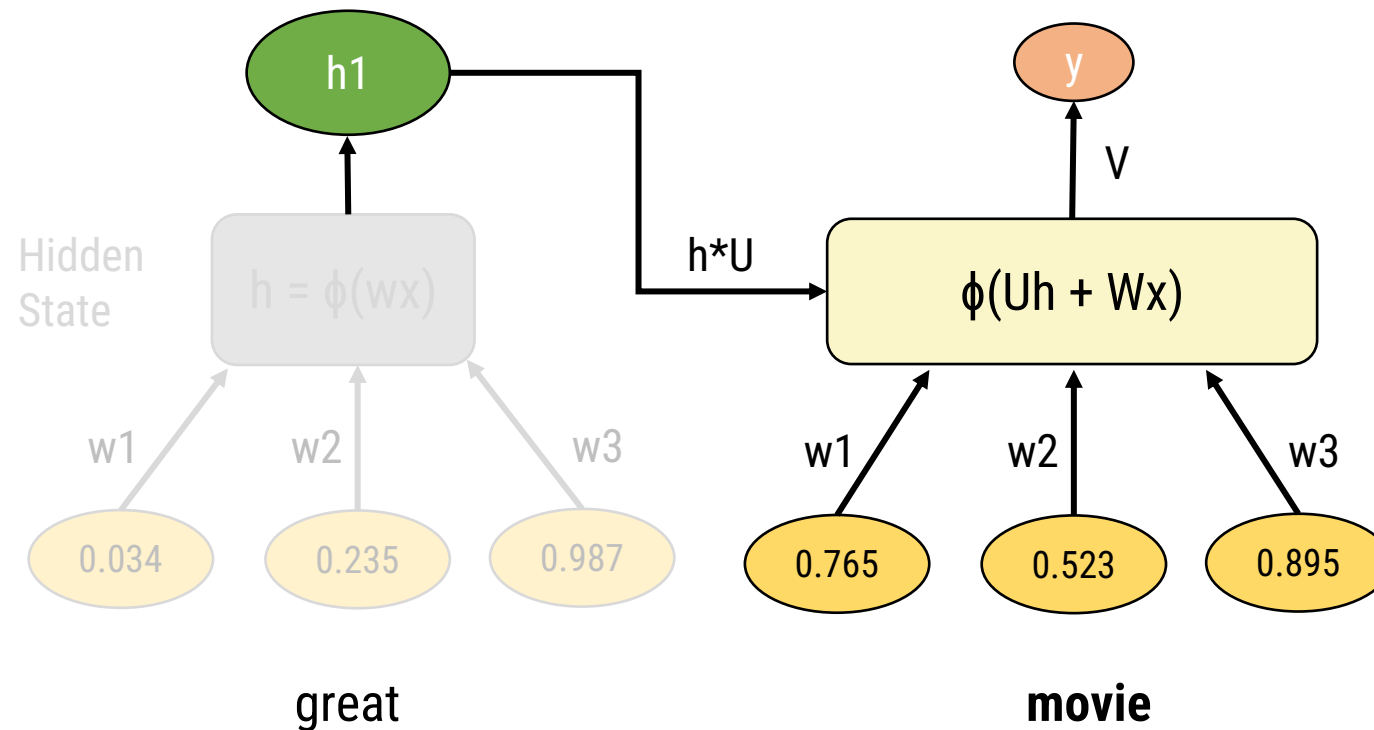 h1
y
V
Hidden
State
h = ϕ(wx)
h*U
ϕ(Uh + Wx)
w1
w2
w3
w1
w2
w3
0.034
0.235
0.987
0.765
0.523
0.895
great
movie